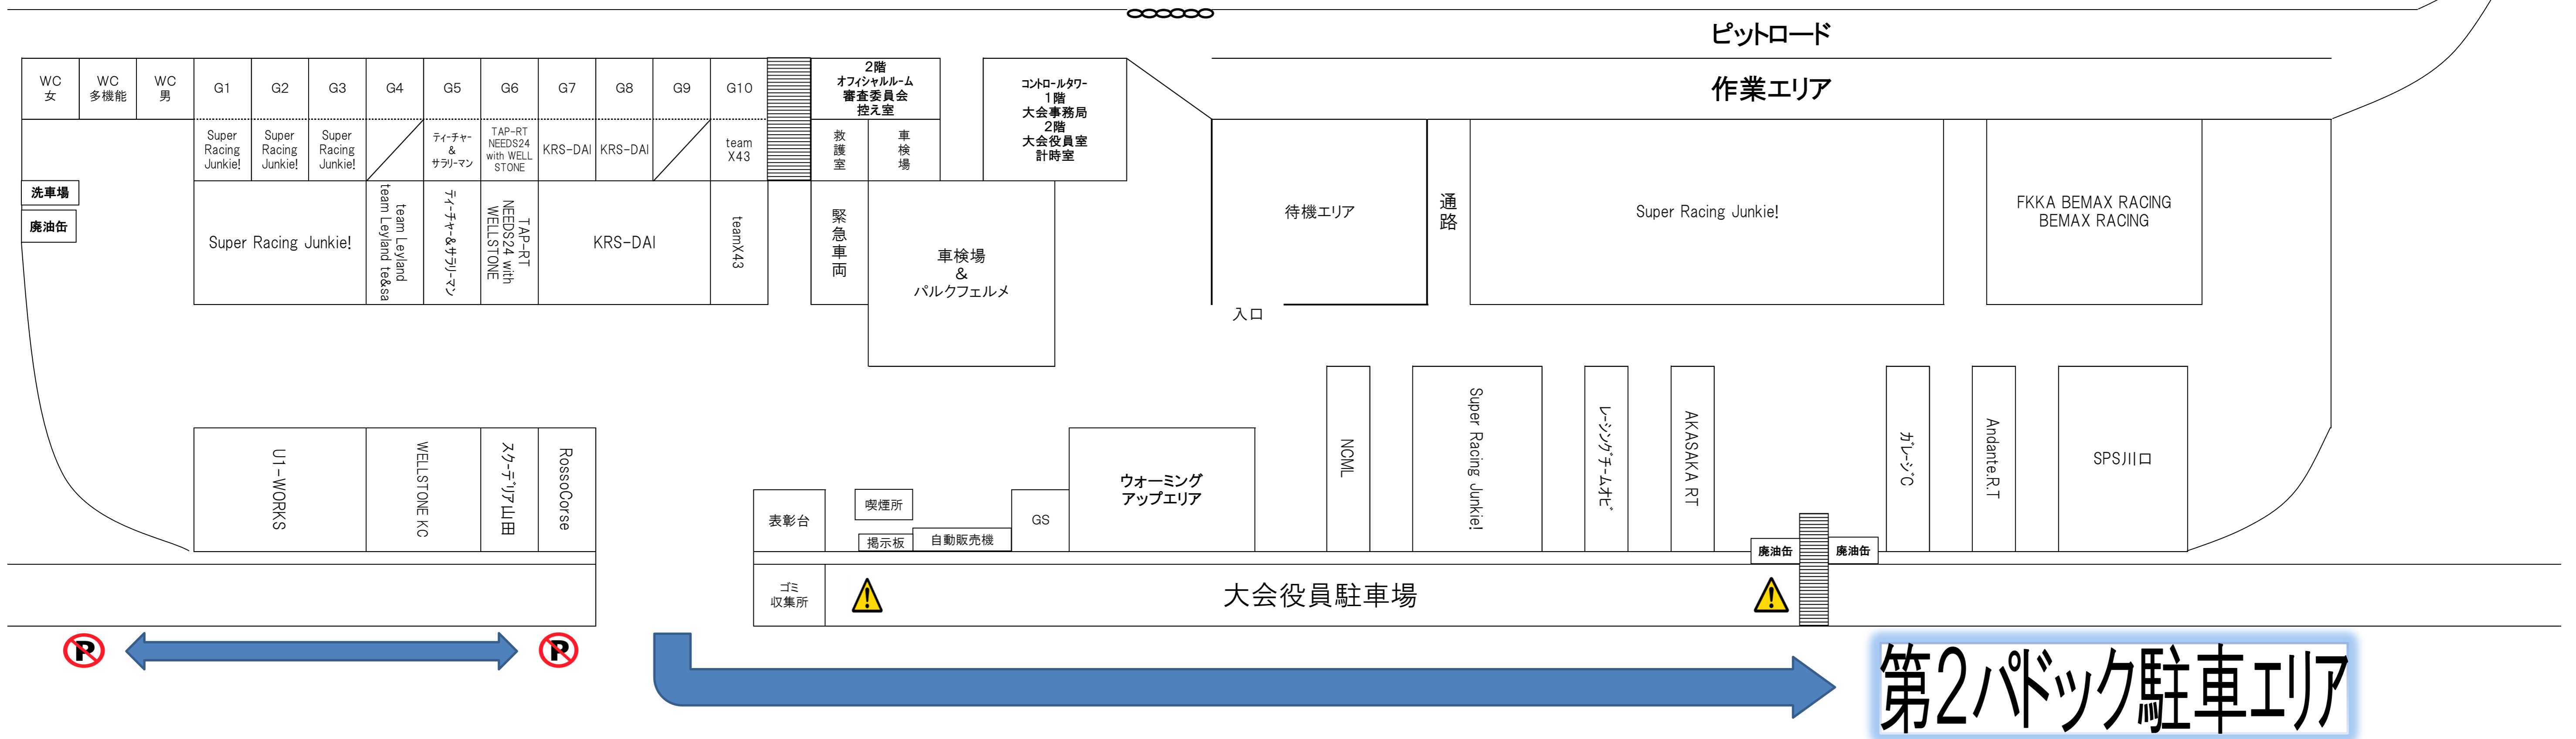 ピットロード
作業エリア
WC
女
WC
多機能
WC
男
G1
G2
G3
G4
G5
G6
G7
G8
G9
G10
2階
オフィシャルルーム
審査委員会
控え室
コントロールタワー
1階
大会事務局
2階
大会役員室
計時室
Super
Racing
Junkie!
Super
Racing
Junkie!
Super
Racing
Junkie!
ティーチャー
&
サラリーマン
TAP-RT
NEEDS24
with WELL
STONE
KRS-DAI
KRS-DAI
team
X43
救護室
車検場
洗車場
廃油缶
Super Racing Junkie!
team Leyland
team Leyland te&sa
ティーチャー&サラリーマン
TAP-RT
NEEDS24 with
WELLSTONE
KRS-DAI
teamX43
緊急車両
車検場
&
パルクフェルメ
待機エリア
入口
通路
Super Racing Junkie!
FKKA BEMAX RACING
BEMAX RACING
U1-WORKS
WELLSTONE KC
スクーデリア山田
RossoCorse
表彰台
喫煙所
掲示板
自動販売機
GS
ウォーミング
アップエリア
NCML
Super Racing Junkie!
レーシングチームオビ
AKASAKA RT
廃油缶
廃油缶
ガレージC
Andante.R.T
SPS川口
ゴミ
収集所
大会役員駐車場
P
P
第2パドック駐車エリア